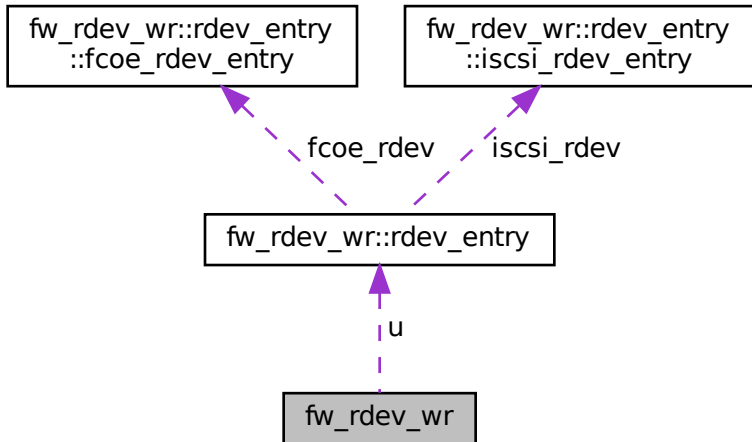 fw_rdev_wr::rdev_entry
::fcoe_rdev_entry
fw_rdev_wr::rdev_entry
::iscsi_rdev_entry
fcoe_rdev
iscsi_rdev
fw_rdev_wr::rdev_entry
u
fw_rdev_wr